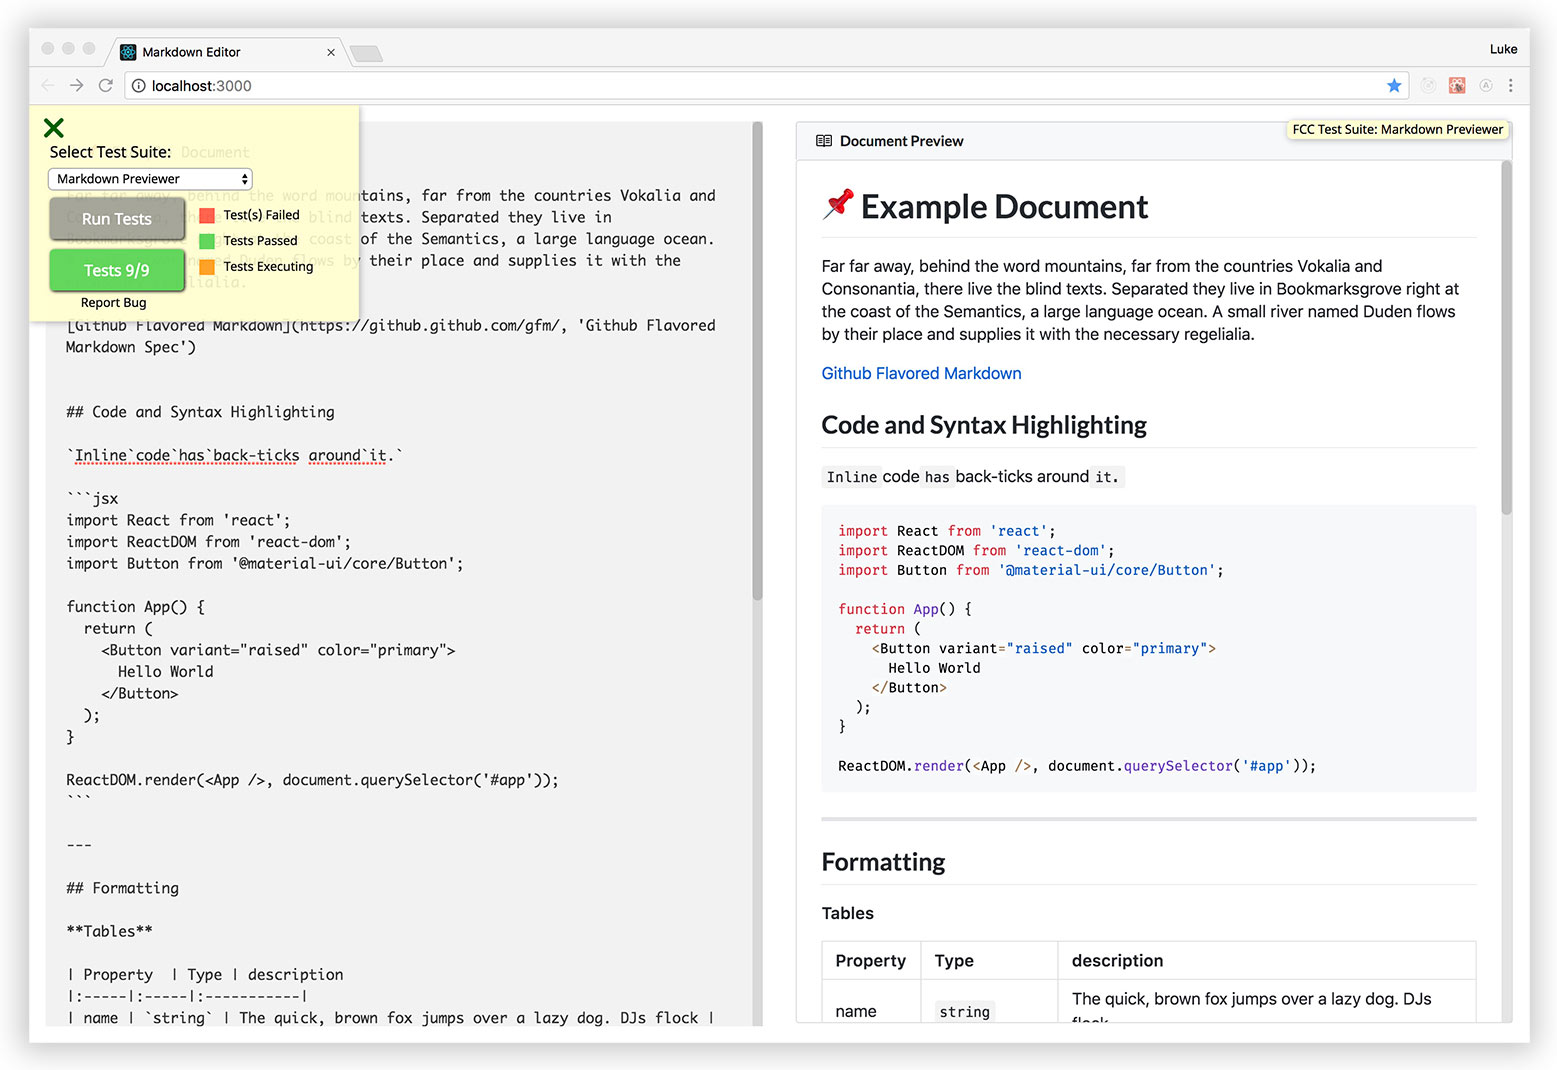 Markdown Editor
Luke
localhost:3000
Select Test Suite:
Document
Markdown Previewer
Run Tests
Test(s) Failed
Tests Passed
Tests 9/9
Tests Executing
Report Bug
Far far away, behind the word mountains, far from the countries Vokalia and
blind texts. Separated they live in
coast of the Semantics, a large language ocean.
Duden flows by their place and supplies it with the
[Github Flavored Markdown](https://github.github.com/gfm/, 'Github Flavored
Markdown Spec')
## Code and Syntax Highlighting
`Inline`code`has`back-ticks around`it.`
```jsx
import React from 'react';
import ReactDOM from 'react-dom';
import Button from '@material-ui/core/Button';
function App() {
return (
<Button variant="raised" color="primary">
Hello World
</Button>
);
}
ReactDOM.render(<App />, document.querySelector('#app'));
```
---
## Formatting
**Tables**
| Property  | Type | description
|:-----|:-----|:-----------|
| name | `string` | The quick, brown fox jumps over a lazy dog. DJs flock |
Document Preview
FCC Test Suite: Markdown Previewer
📌 Example Document
Far far away, behind the word mountains, far from the countries Vokalia and
Consonantia, there live the blind texts. Separated they live in Bookmarksgrove right at
the coast of the Semantics, a large language ocean. A small river named Duden flows
by their place and supplies it with the necessary regelialia.
Github Flavored Markdown
Code and Syntax Highlighting
Inline code has back-ticks around it.
import React from 'react';
import ReactDOM from 'react-dom';
import Button from '@material-ui/core/Button';
function App() {
return (
<Button variant="raised" color="primary">
Hello World
</Button>
);
}
ReactDOM.render(<App />, document.querySelector('#app'));
Formatting
Tables
Property Type description
name string The quick, brown fox jumps over a lazy dog. DJs
flock